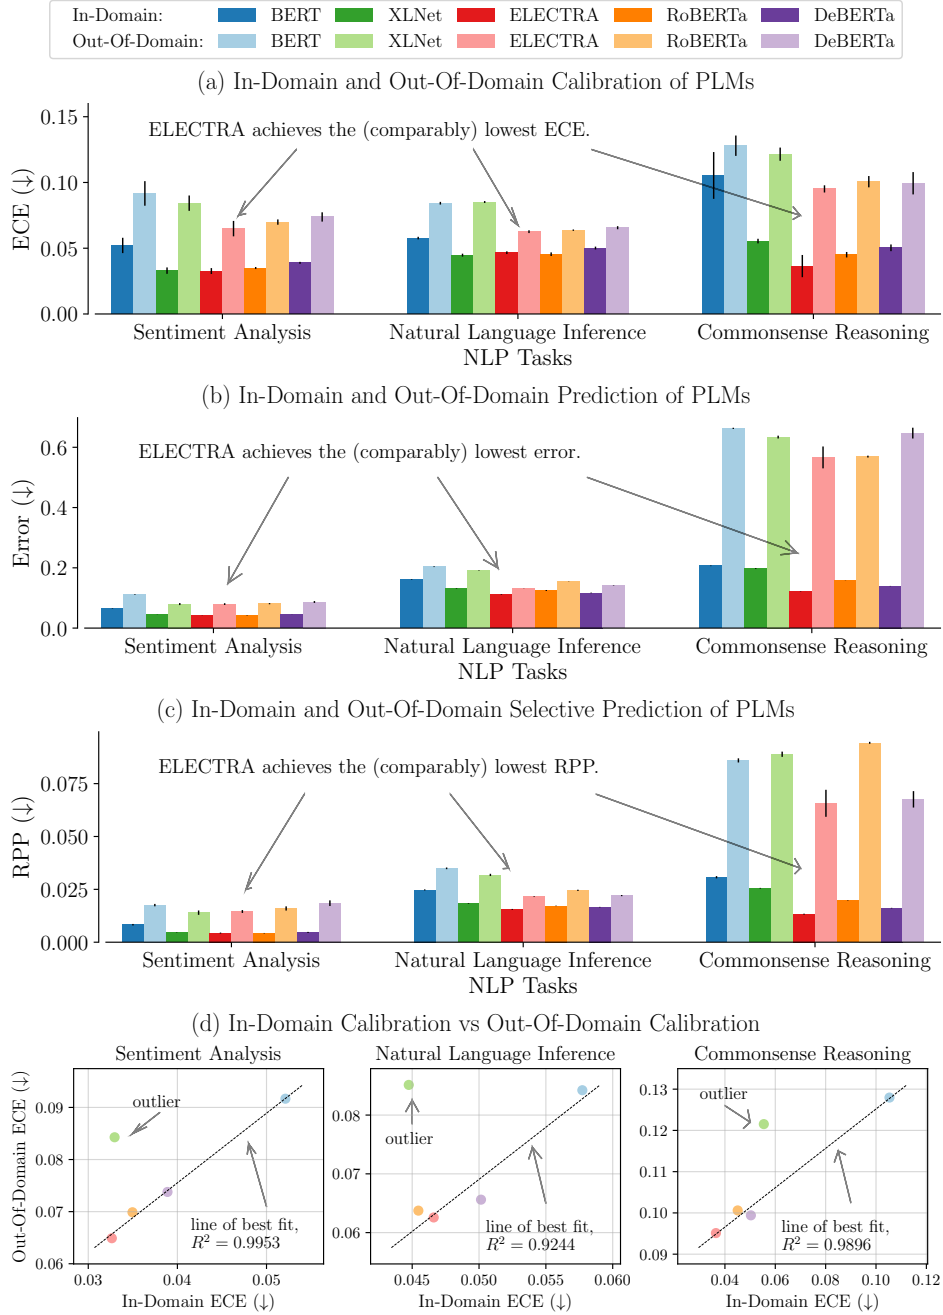 In-Domain: BERT XLNet ELECTRA RoBERTa DeBERTa
Out-Of-Domain: BERT XLNet ELECTRA RoBERTa DeBERTa
(a) In-Domain and Out-Of-Domain Calibration of PLMs
ECE (↓)
0.15
0.10
0.05
0.00
ELECTRA achieves the (comparably) lowest ECE.
Sentiment Analysis Natural Language Inference Commonsense Reasoning
NLP Tasks
(b) In-Domain and Out-Of-Domain Prediction of PLMs
Error (↓)
0.6
0.4
0.2
0.0
ELECTRA achieves the (comparably) lowest error.
Sentiment Analysis Natural Language Inference Commonsense Reasoning
NLP Tasks
(c) In-Domain and Out-Of-Domain Selective Prediction of PLMs
RPP (↓)
0.075
0.050
0.025
0.000
ELECTRA achieves the (comparably) lowest RPP.
Sentiment Analysis Natural Language Inference Commonsense Reasoning
NLP Tasks
(d) In-Domain Calibration vs Out-Of-Domain Calibration
Sentiment Analysis
Out-Of-Domain ECE (↓)
0.09
0.08
0.07
0.06
outlier
line of best fit,
R² = 0.9953
0.03 0.04 0.05
In-Domain ECE (↓)
Natural Language Inference
0.08
0.07
0.06
outlier
line of best fit,
R² = 0.9244
0.045 0.050 0.055 0.060
In-Domain ECE (↓)
Commonsense Reasoning
0.13
0.12
0.11
0.10
0.09
outlier
line of best fit,
R² = 0.9896
0.04 0.06 0.08 0.10 0.12
In-Domain ECE (↓)